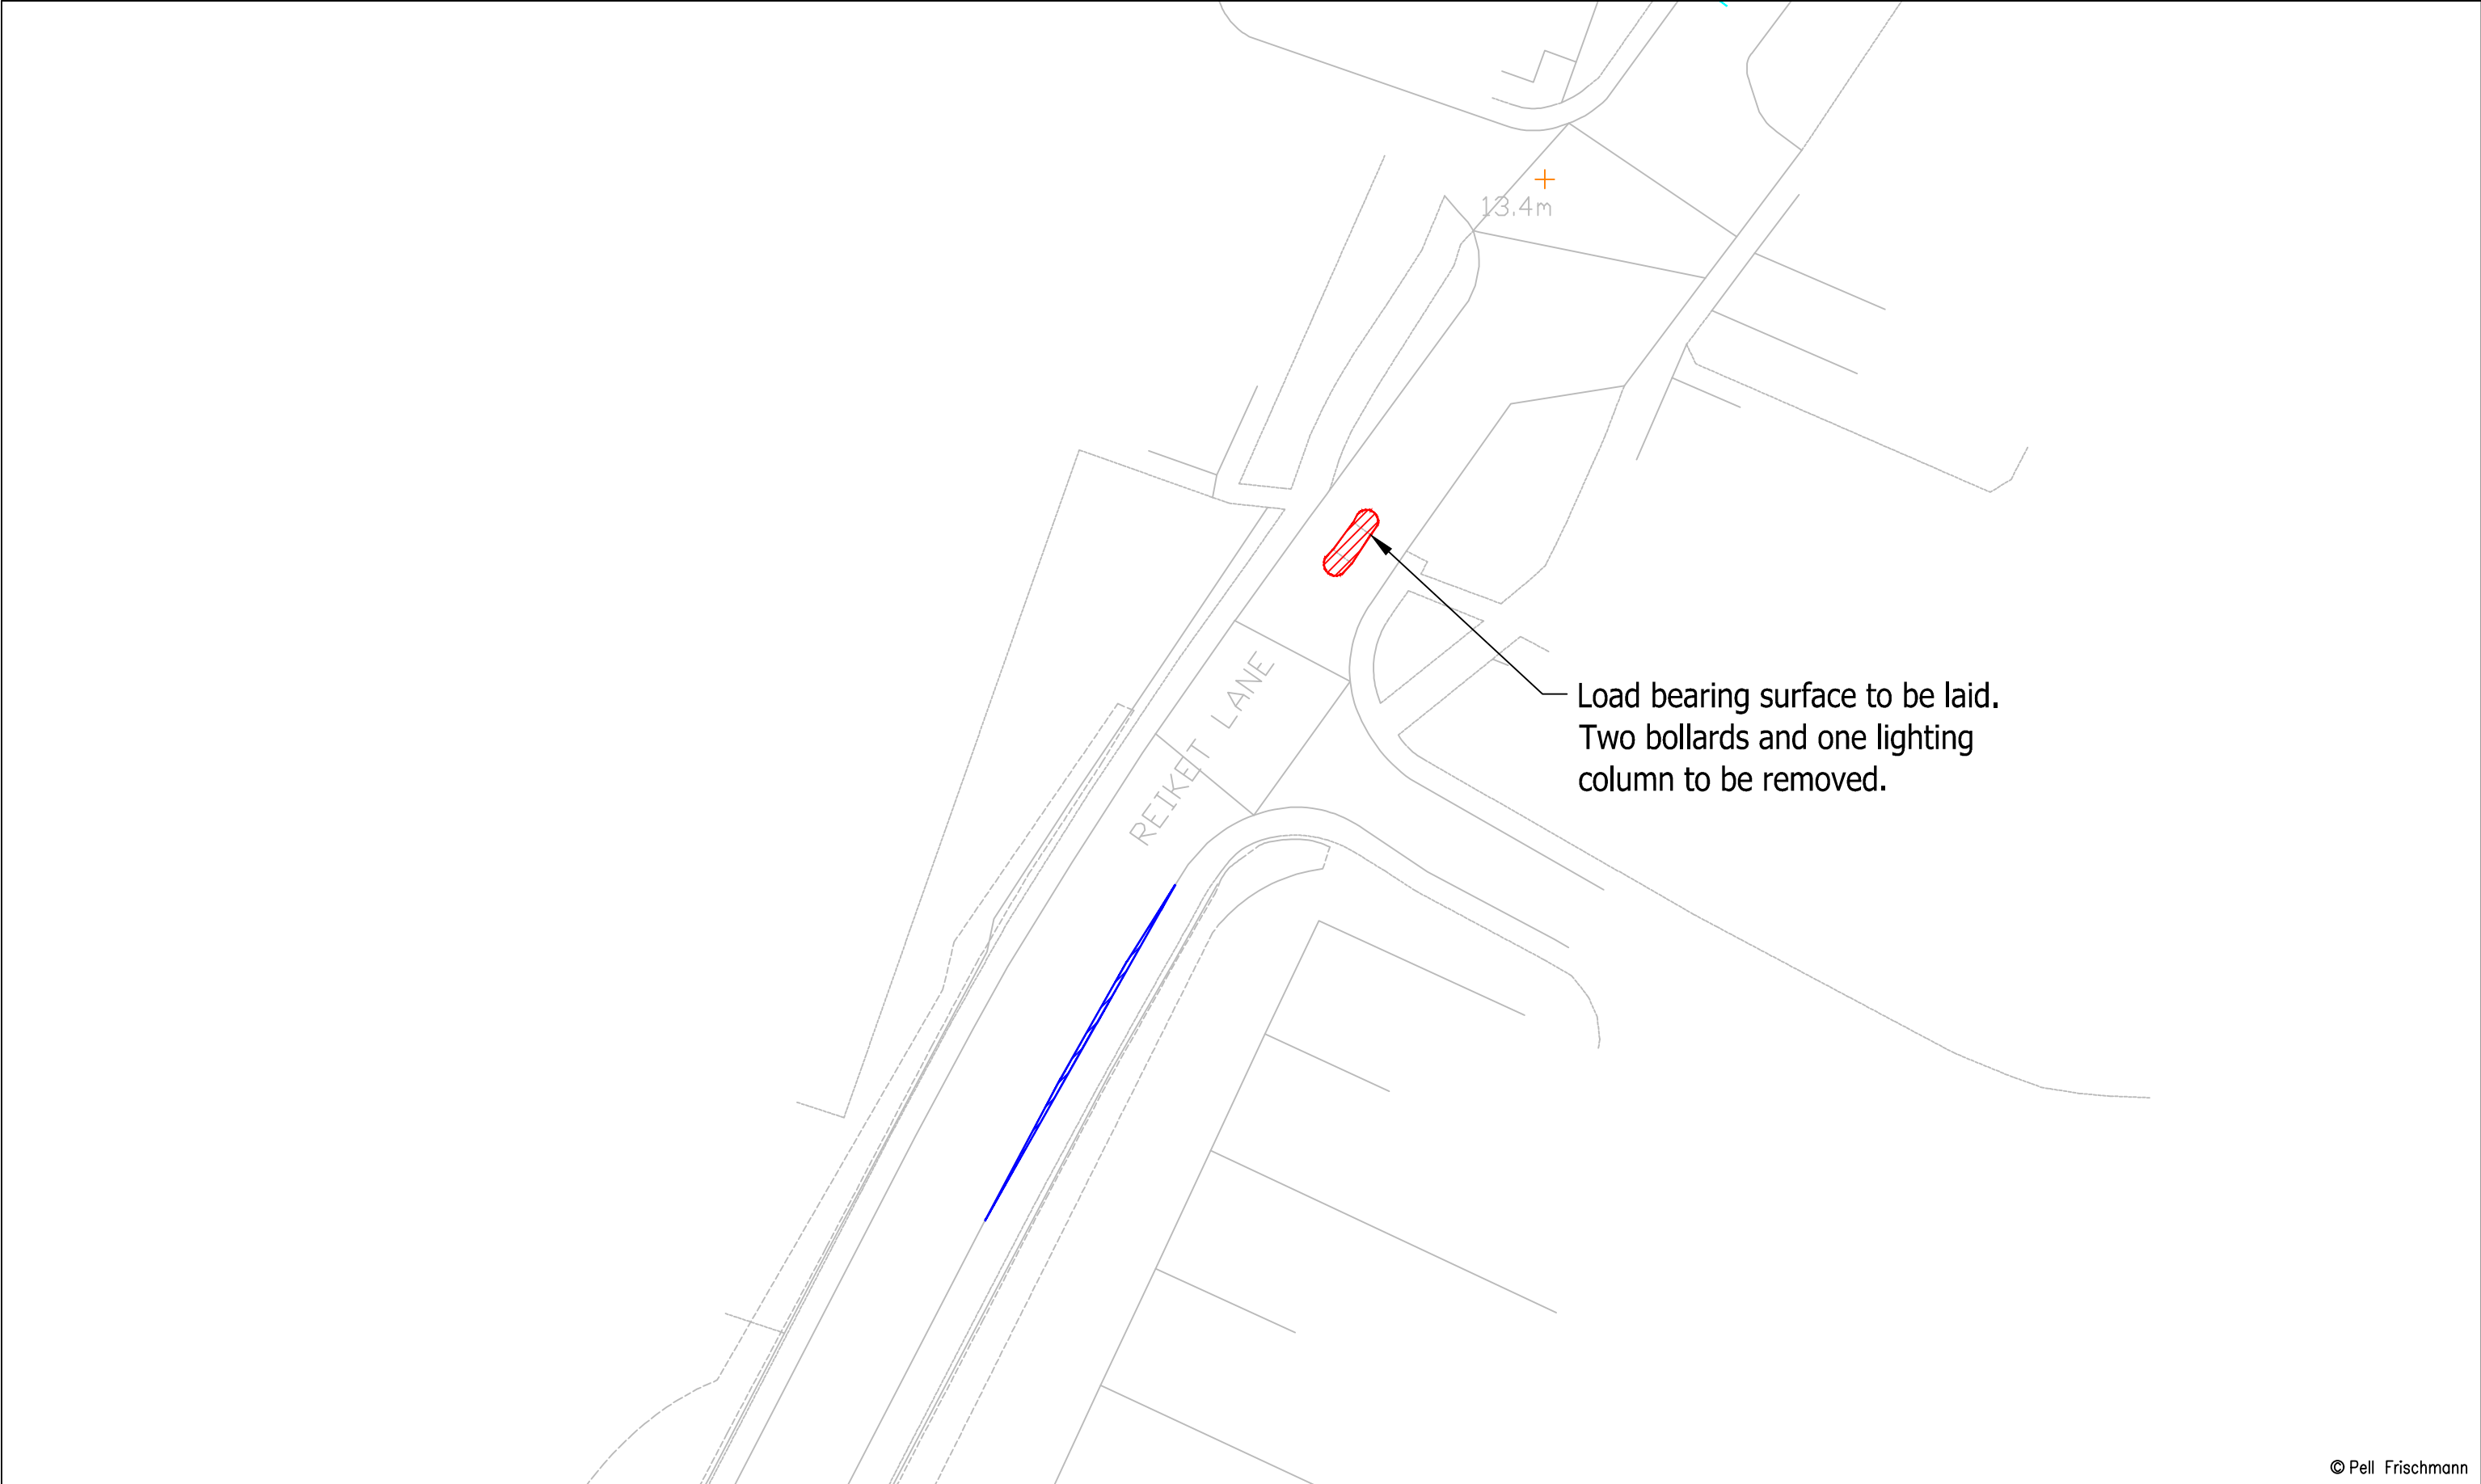 13.4m
REIKET LANE
Load bearing surface to be laid.
Two bollards and one lighting
column to be removed.
© Pell Frischmann